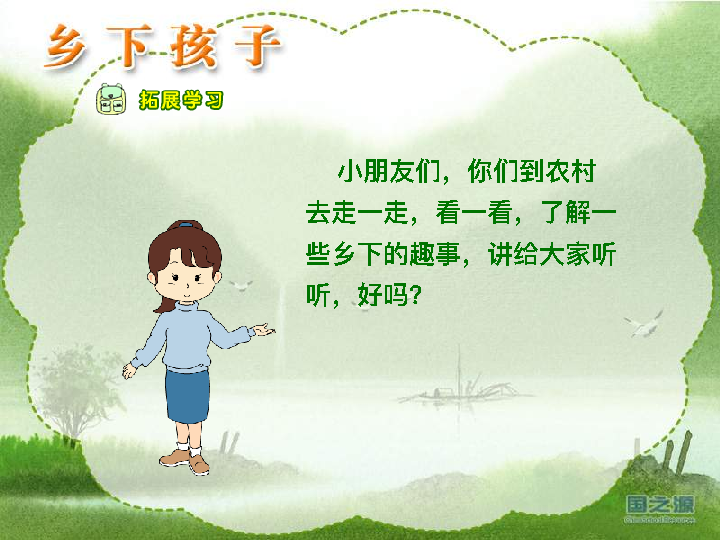 乡下孩子
拓展学习
小朋友们，你们到农村
去走一走，看一看，了解一
些乡下的趣事，讲给大家听
听，好吗？
国之源